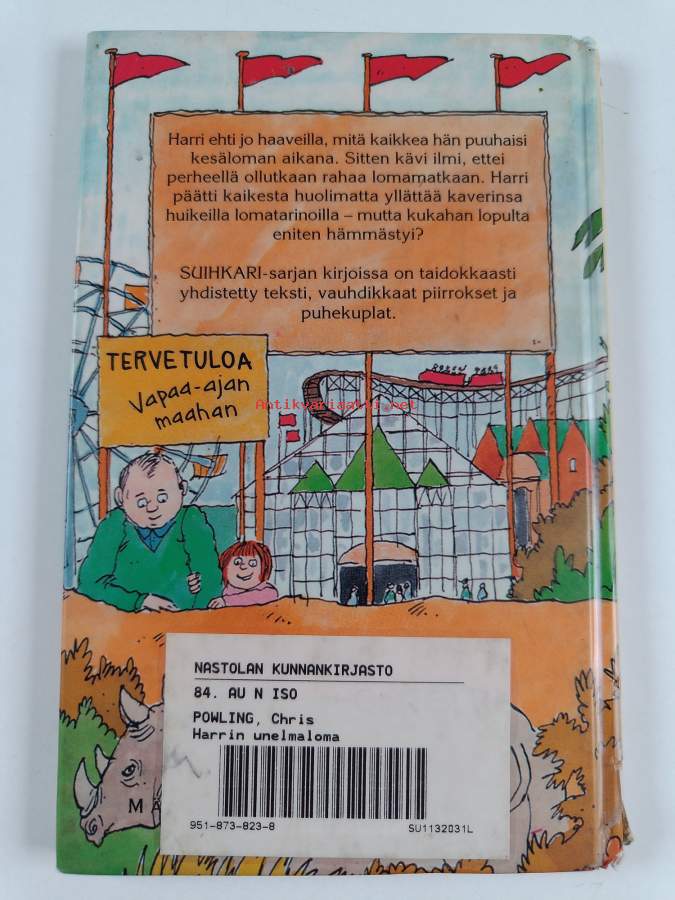 Harri ehti jo haaveilla, mitä kaikkea hän puuhaisi
kesäloman aikana. Sitten kävi ilmi, ettei
perheellä ollutkaan rahaa lomamatkaan. Harri
päätti kaikesta huolimatta yllättää kaverinsa
huikeilla lomatarinoilla – mutta kukahan lopulta
eniten hämmästyi?
SUIHKARI-sarjan kirjoissa on taidokkaasti
yhdistetty teksti, vauhdikkaat piirrokset ja
puhekuplat.
TERVETULOA
Vapaa-ajan
maahan
Antikvariaatti.net
NASTOLAN KUNNANKIRJASTO
84. AU N ISO
POWLING, Chris
Harrin unelmaloma
951-873-823-8 SU1132031L